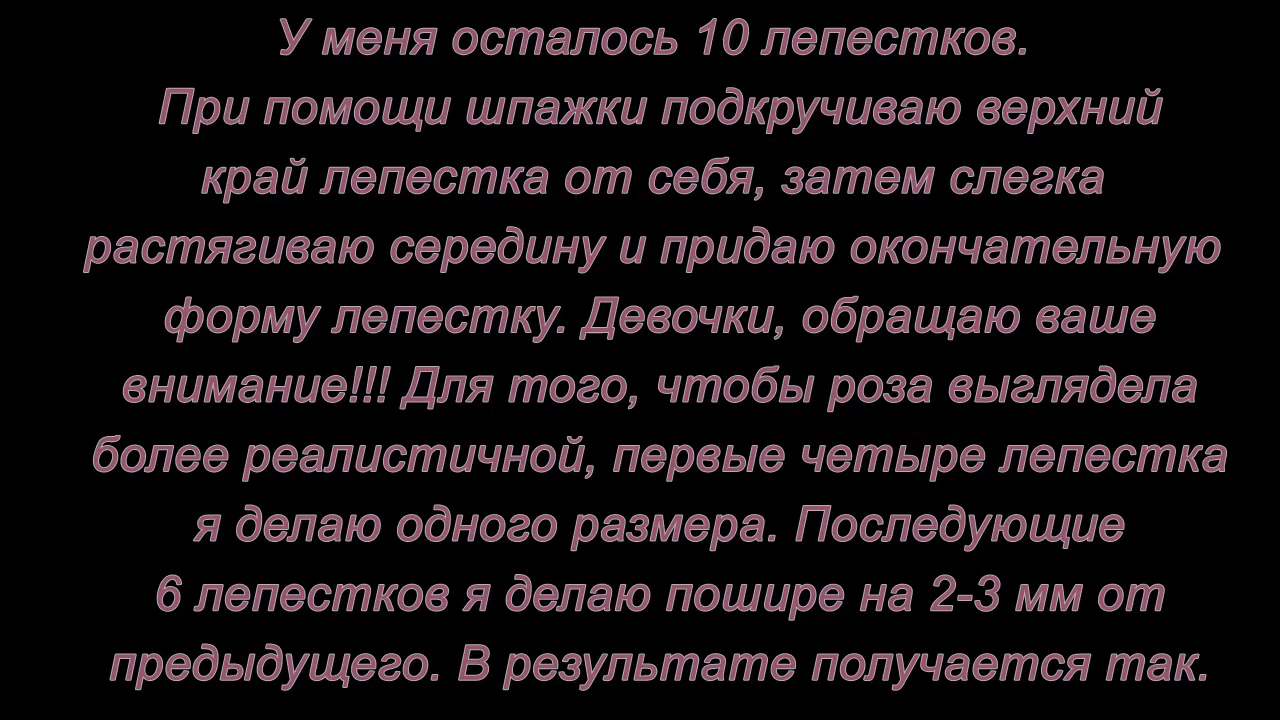 У меня осталось 10 лепестков.
При помощи шпажки подкручиваю верхний
край лепестка от себя, затем слегка
растягиваю середину и придаю окончательную
форму лепестку. Девочки, обращаю ваше
внимание!!! Для того, чтобы роза выглядела
более реалистичной, первые четыре лепестка
я делаю одного размера. Последующие
6 лепестков я делаю пошире на 2-3 мм от
предыдущего. В результате получается так.